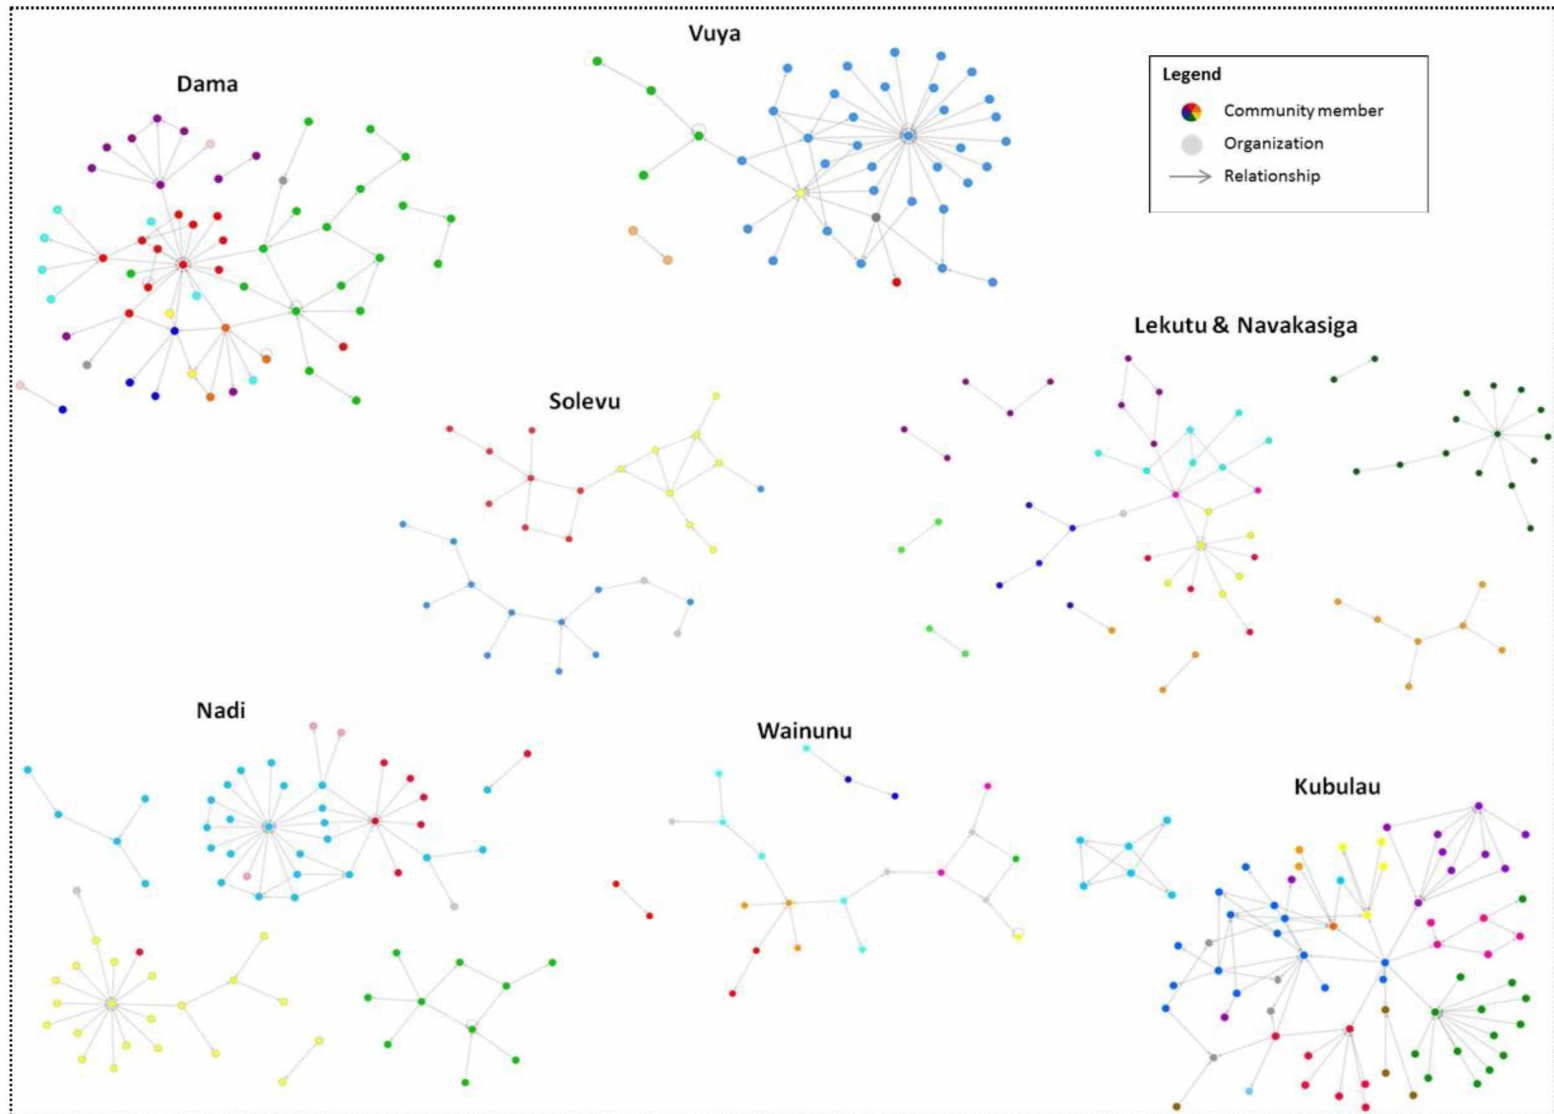 Vuya
Dama
Legend
Community member
Organization
Relationship
Lekutu & Navakasiga
Solevu
Nadi
Wainunu
Kubulau